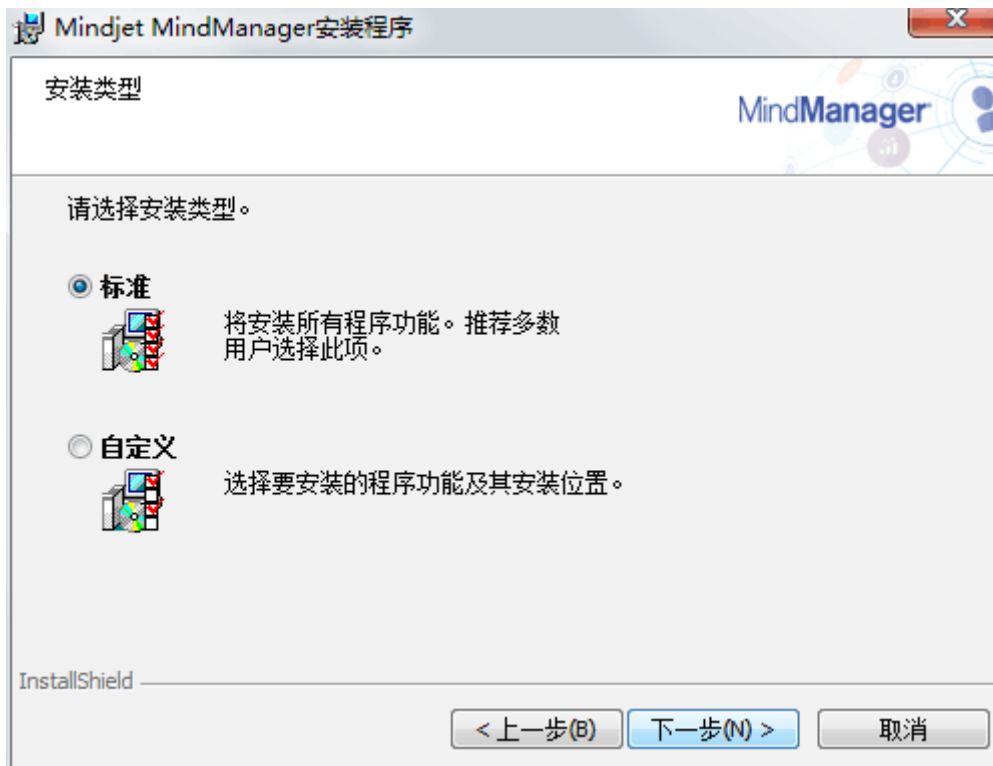 Mindjet MindManager安装程序
安装类型
MindManager
请选择安装类型。
标准
将安装所有程序功能。推荐多数
用户选择此项。
自定义
选择要安装的程序功能及其安装位置。
InstallShield
<上一步(B)
下一步(N) >
取消